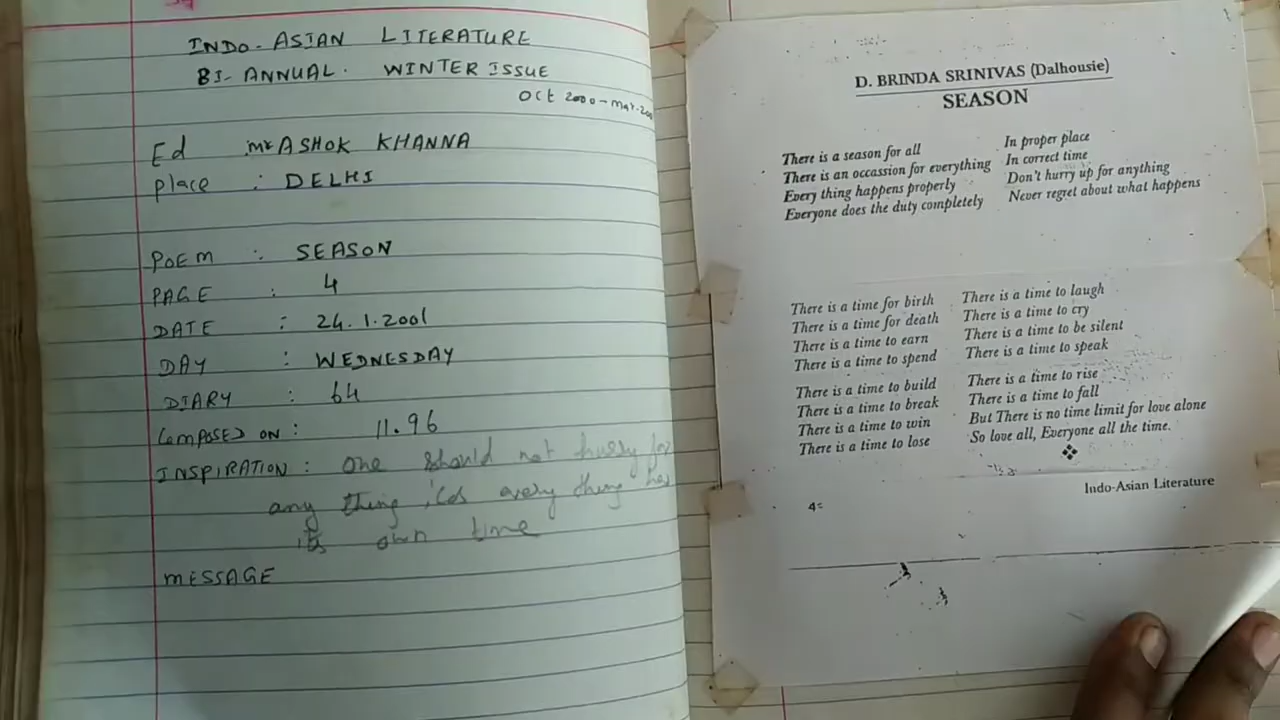 INDO-ASIAN LITERATURE
BI-ANNUAL. WINTER ISSUE
Oct 2000 - Mar.
Ed Mr ASHOK KHANNA
place : DELHI
POEM : SEASON
PAGE : 4
DATE : 24.1.2001
DAY : WEDNESDAY
DIARY : 64
COMPOSED ON : 11.96
INSPIRATION : one should not hurry for
any thing, every thing has
its own time
MESSAGE
D. BRINDA SRINIVAS (Dalhousie)
SEASON
There is a season for all
There is an occassion for everything
Every thing happens properly
Everyone does the duty completely
In proper place
In correct time
Don't hurry up for anything
Never regret about what happens
There is a time for birth
There is a time for death
There is a time to earn
There is a time to spend
There is a time to build
There is a time to break
There is a time to win
There is a time to lose
There is a time to laugh
There is a time to cry
There is a time to be silent
There is a time to speak
There is a time to rise
There is a time to fall
But There is no time limit for love alone
So love all, Everyone all the time.
Indo-Asian Literature
4